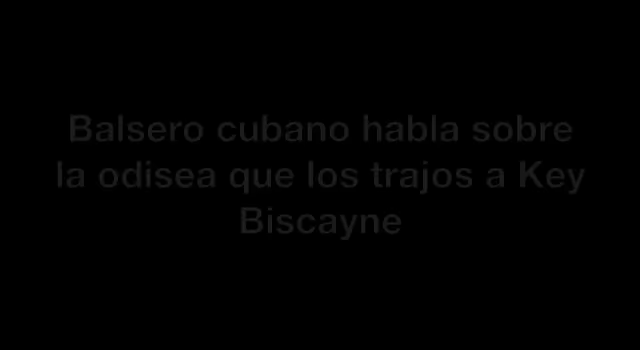 Balsero cubano habla sobre
la odisea que los trajos a Key
Biscayne